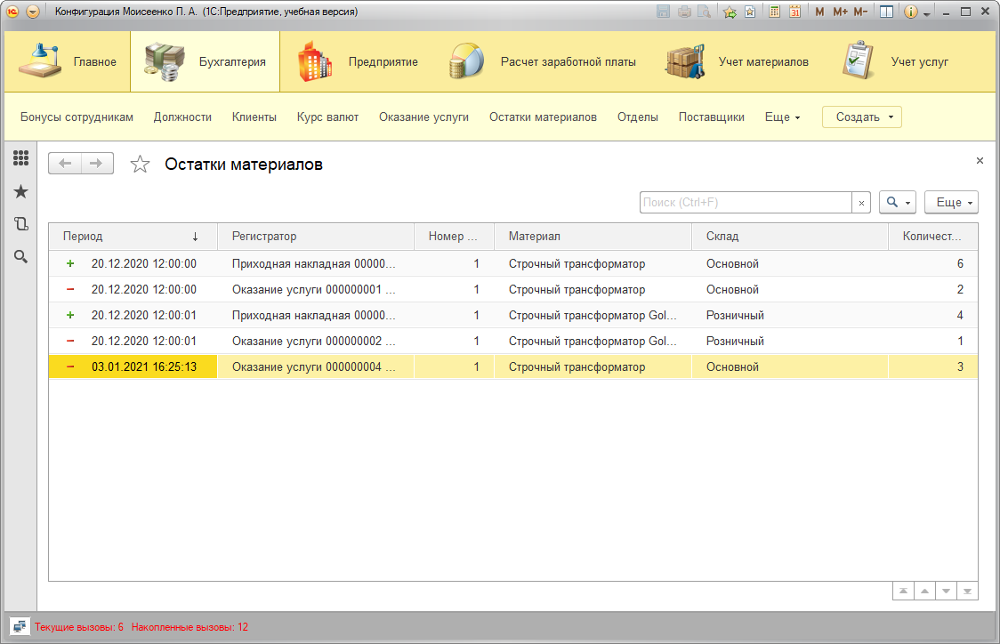 Конфигурация Моисеенко П. А. (1С:Предприятие, учебная версия)
M M+ M-
Главное Бухгалтерия Предприятие Расчет заработной платы Учет материалов Учет услуг
Бонусы сотрудникам Должности Клиенты Курс валют Оказание услуги Остатки материалов Отделы Поставщики Еще Создать
Остатки материалов
Поиск (Ctrl+F) × Еще
Период ↓ Регистратор Номер ... Материал Склад Количест...
+ 20.12.2020 12:00:00 Приходная накладная 00000... 1 Строчный трансформатор Основной 6
− 20.12.2020 12:00:00 Оказание услуги 000000001 ... 1 Строчный трансформатор Основной 2
+ 20.12.2020 12:00:01 Приходная накладная 00000... 1 Строчный трансформатор Gol... Розничный 4
− 20.12.2020 12:00:01 Оказание услуги 000000002 ... 1 Строчный трансформатор Gol... Розничный 1
− 03.01.2021 16:25:13 Оказание услуги 000000004 ... 1 Строчный трансформатор Основной 3
Текущие вызовы: 6 Накопленные вызовы: 12